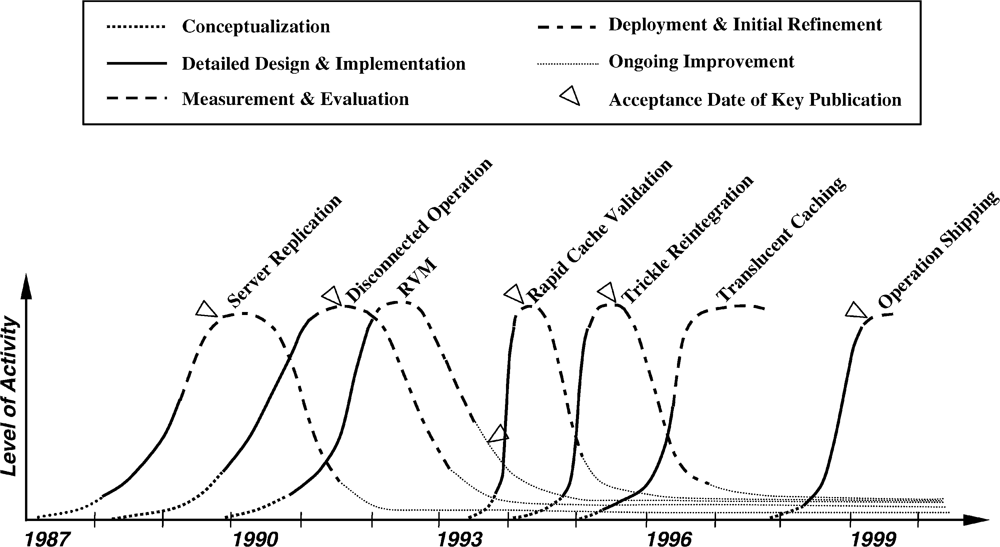 Conceptualization
Detailed Design & Implementation
Measurement & Evaluation
Deployment & Initial Refinement
Ongoing Improvement
Acceptance Date of Key Publication
Server Replication
Disconnected Operation
RVM
Rapid Cache Validation
Trickle Reintegration
Translucent Caching
Operation Shipping
Level of Activity
1987
1990
1993
1996
1999